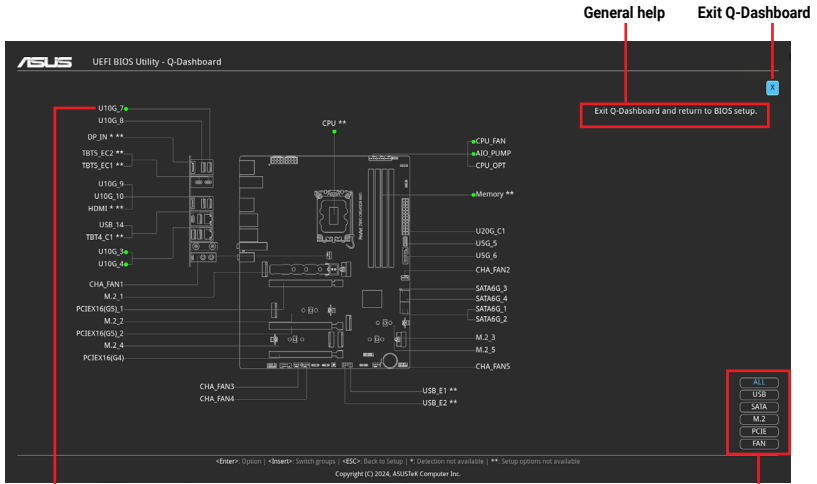 General help
Exit Q-Dashboard
ASUS
UEFI BIOS Utility - Q-Dashboard
X
Exit Q-Dashboard and return to BIOS setup.
U10G_7
U10G_8
DP_IN * **
TBT5_EC2 **
TBT5_EC1 **
U10G_9
U10G_10
HDMI * **
USB_14
TBT4_C1 **
U10G_3
U10G_4
CHA_FAN1
M.2_1
PCIEX16(G5)_1
M.2_2
PCIEX16(G5)_2
M.2_4
PCIEX16(G4)
CHA_FAN3
CHA_FAN4
CPU **
CPU_FAN
AIO_PUMP
CPU_OPT
Memory **
U20G_C1
U5G_5
U5G_6
CHA_FAN2
SATA6G_3
SATA6G_4
SATA6G_1
SATA6G_2
M.2_3
M.2_5
CHA_FAN5
USB_E1 **
USB_E2 **
ALL
USB
SATA
M.2
PCIE
FAN
<Enter>: Option | <Insert>: Switch groups | <ESC>: Back to Setup | *: Detection not available | **: Setup options not available
Copyright (C) 2024, ASUSTeK Computer Inc.